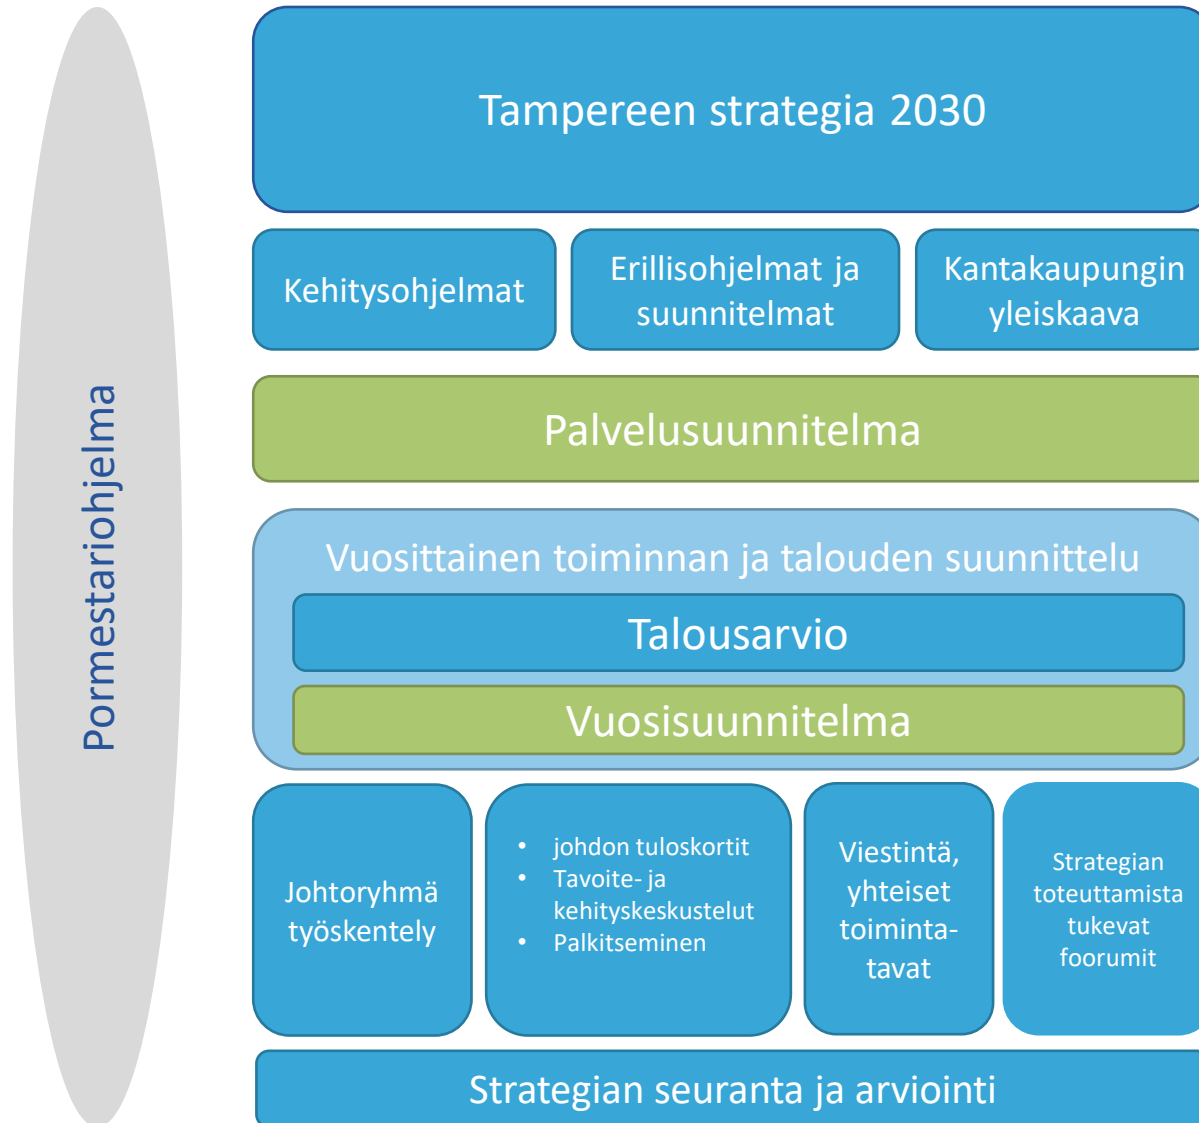 Pormestariohjelma
Tampereen strategia 2030
Kehitysohjelmat
Erillisohjelmat ja
suunnitelmat
Kantakaupungin
yleiskaava
Palvelusuunnitelma
Vuosittainen toiminnan ja talouden suunnittelu
Talousarvio
Vuosisuunnitelma
Johtoryhmä
työskentely
• johdon tuloskortit
• Tavoite- ja
kehityskeskustelut
• Palkitseminen
Viestintä,
yhteiset
toiminta-
tavat
Strategian
toteuttamista
tukevat
foorumit
Strategian seuranta ja arviointi